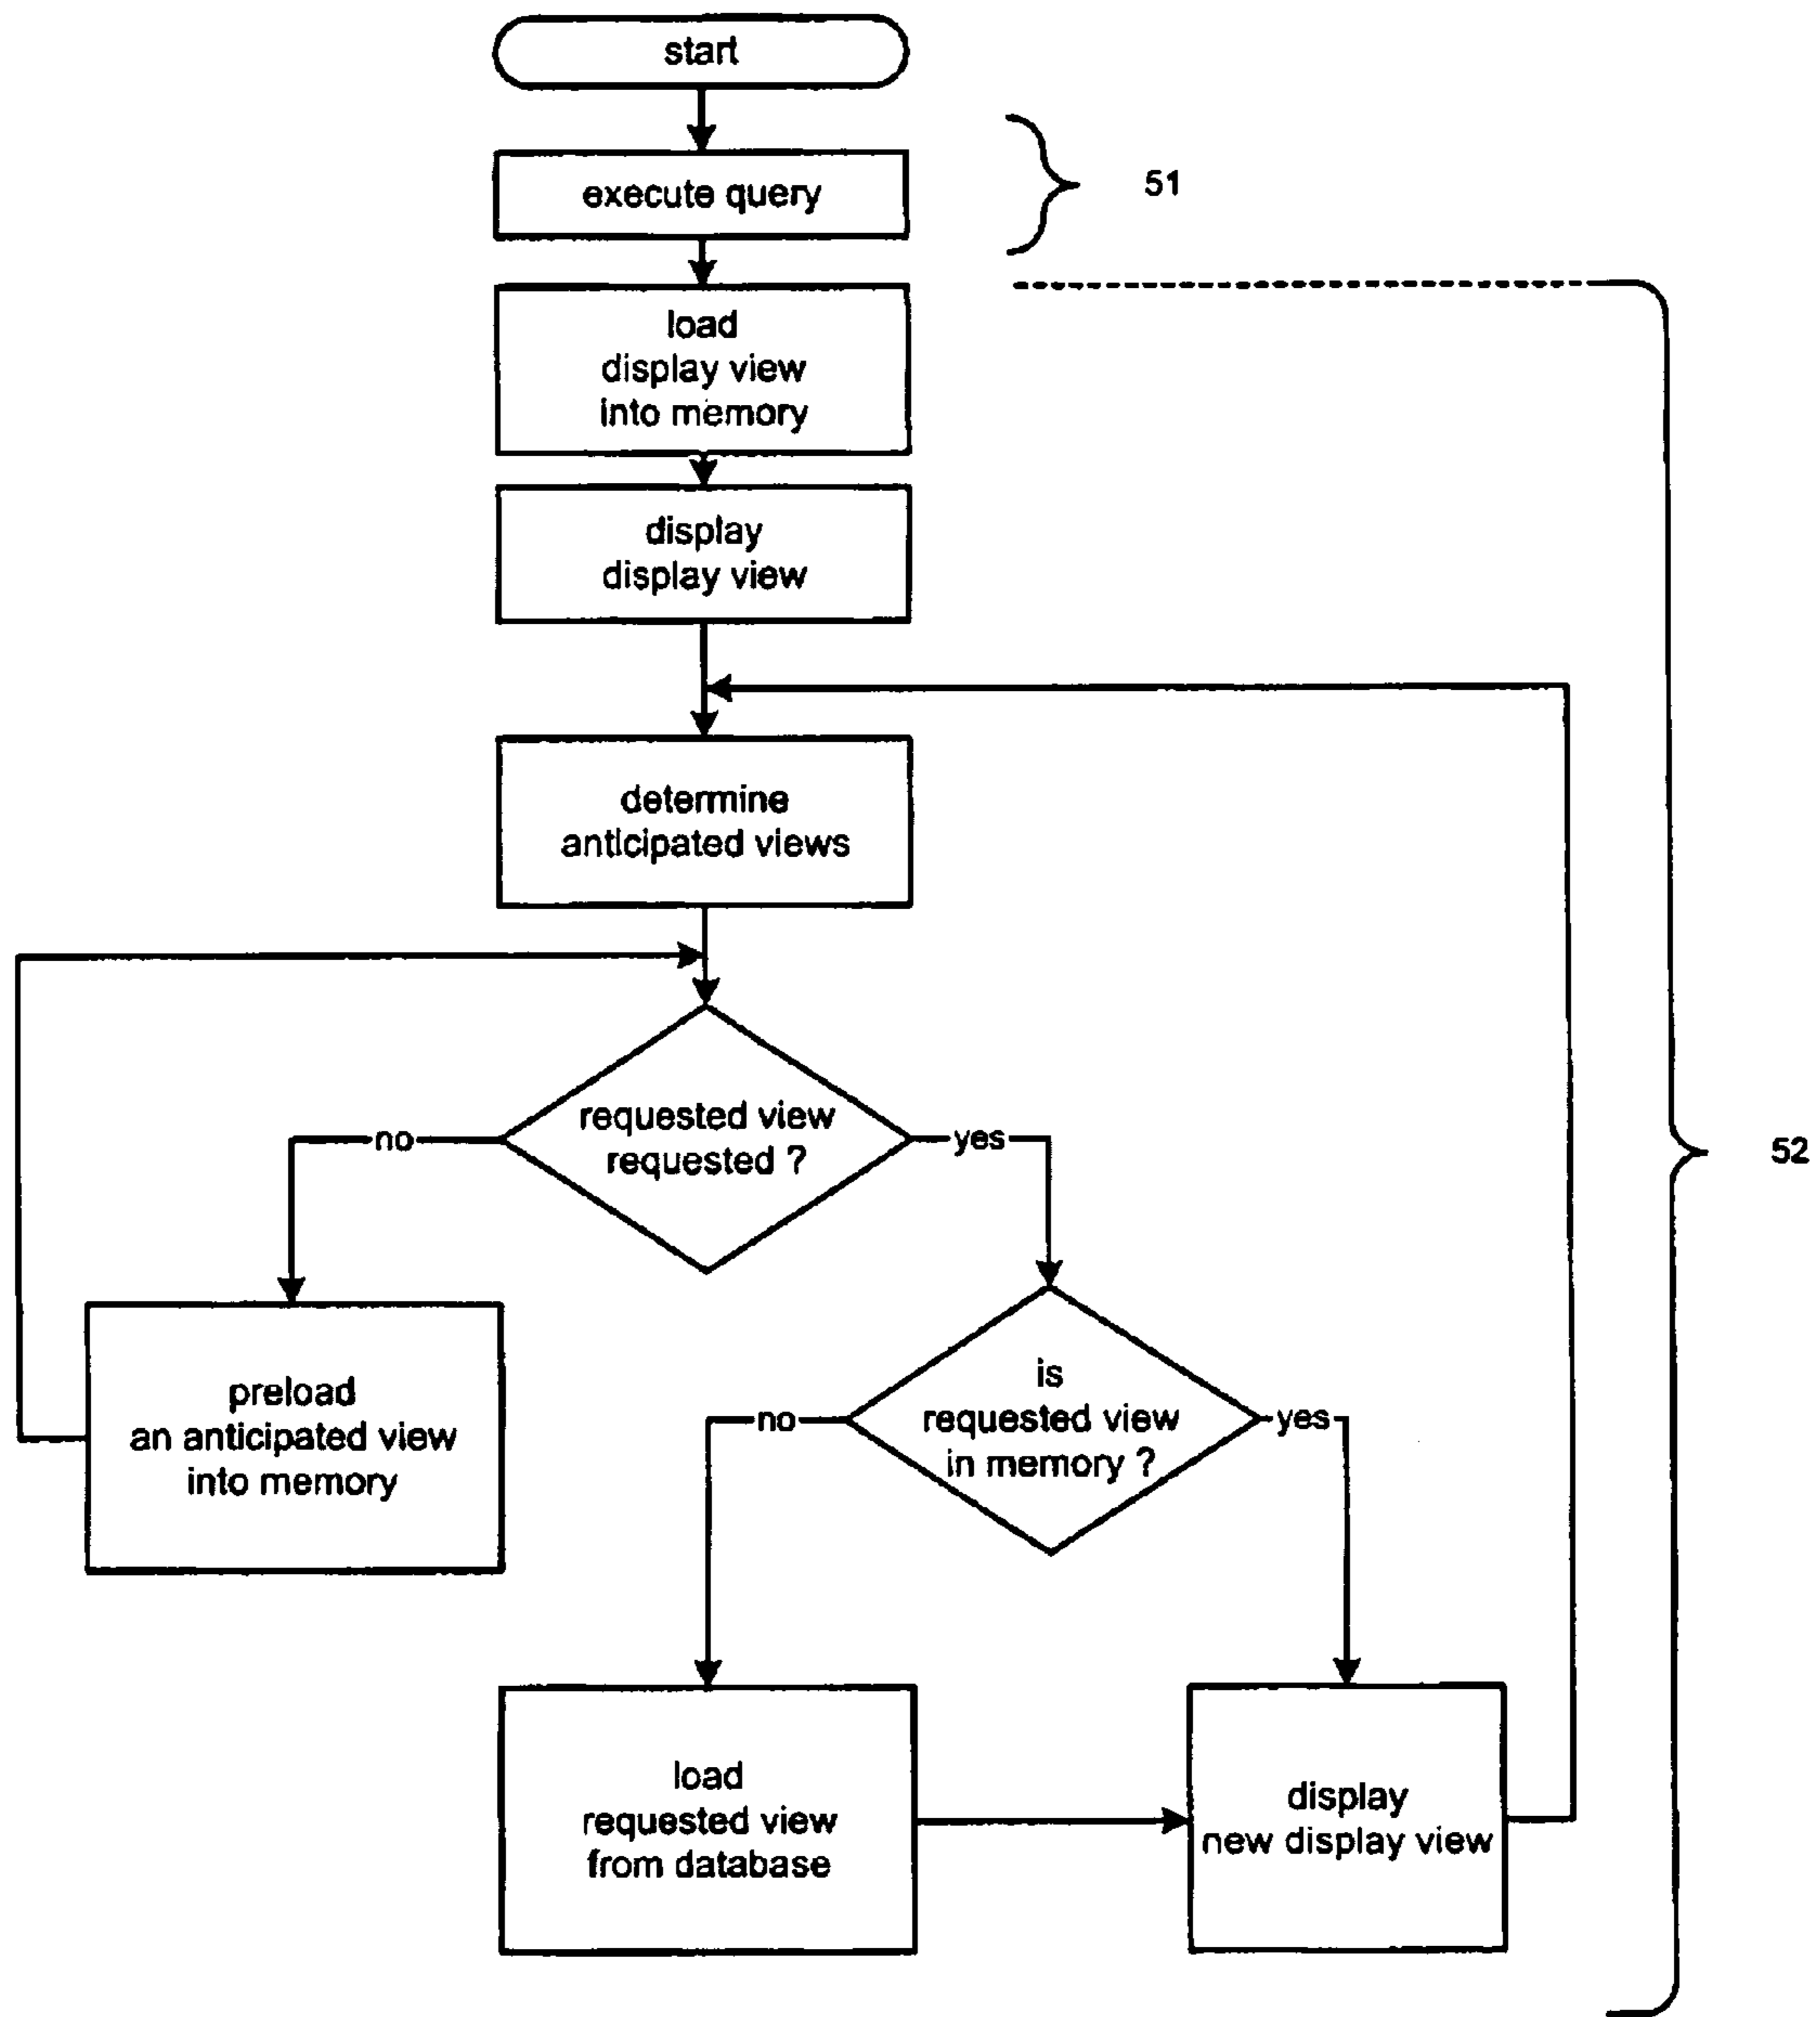 start
execute query
51
load
display view
into memory
display
display view
determine
anticipated views
requested view
requested ?
no
yes
52
is
requested view
in memory ?
no
yes
preload
an anticipated view
into memory
load
requested view
from database
display
new display view